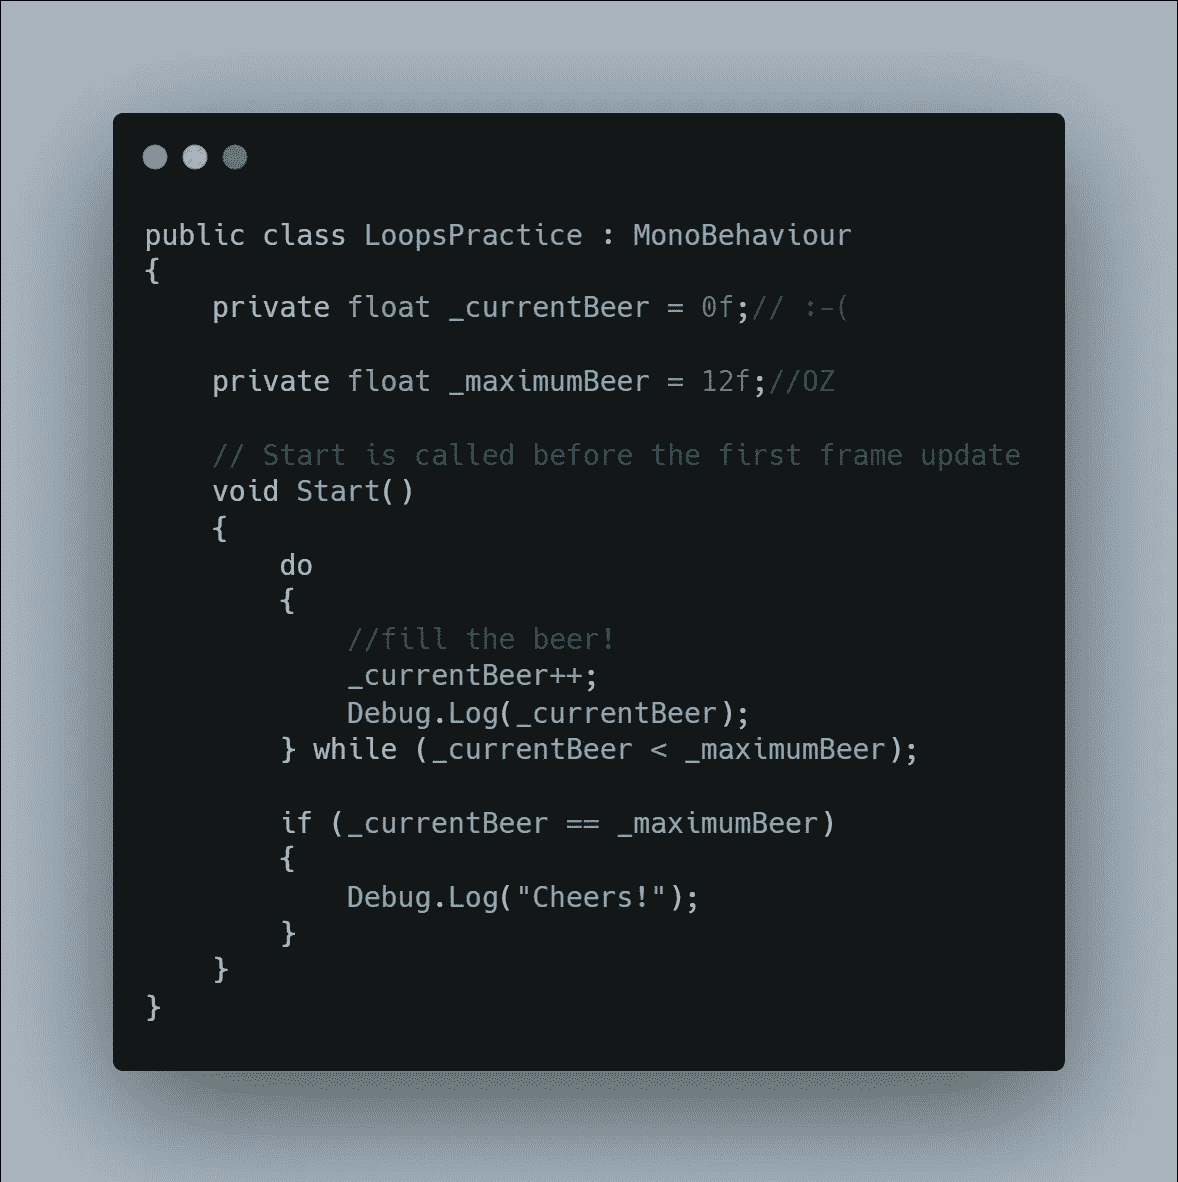 public class LoopsPractice : MonoBehaviour
{
    private float _currentBeer = 0f;// :-(
    private float _maximumBeer = 12f;//OZ
    // Start is called before the first frame update
    void Start()
    {
        do
        {
            //fill the beer!
            _currentBeer++;
            Debug.Log(_currentBeer);
        } while (_currentBeer < _maximumBeer);
        if (_currentBeer == _maximumBeer)
        {
            Debug.Log("Cheers!");
        }
    }
}